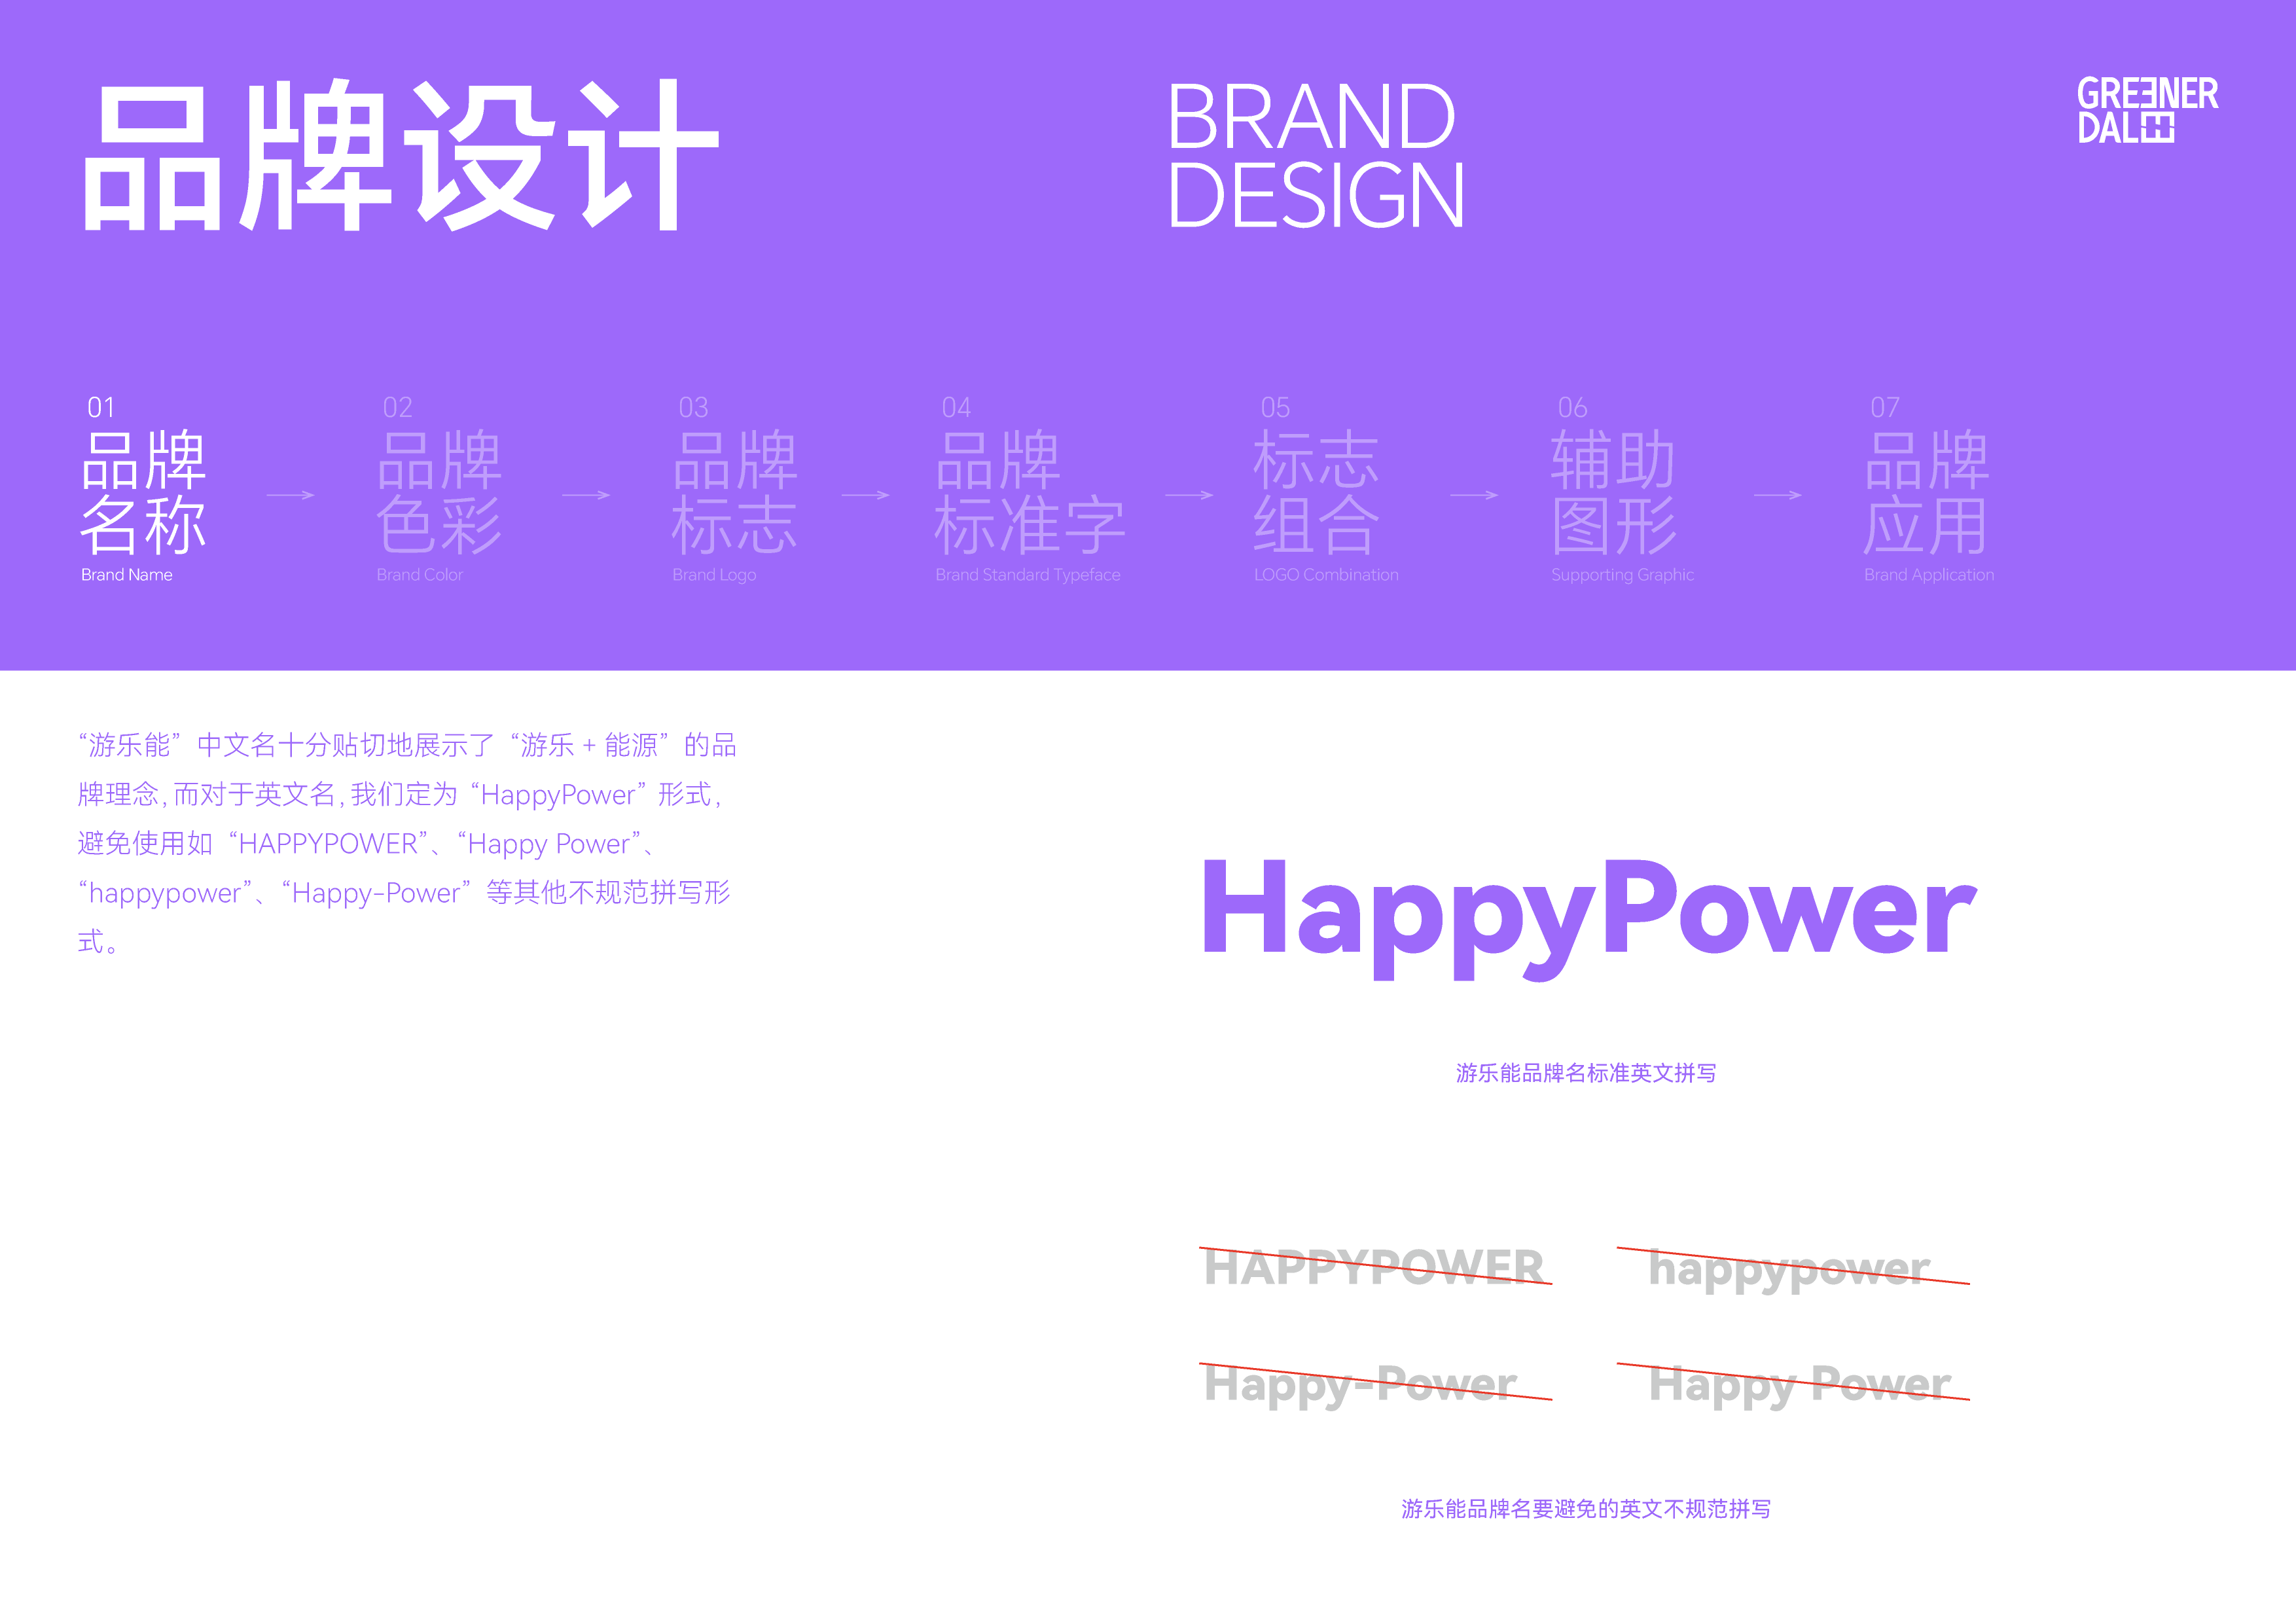 品牌设计
BRAND
DESIGN
GREENER
DALE
01
品牌
名称
Brand Name
02
品牌
色彩
Brand Color
03
品牌
标志
Brand Logo
04
品牌
标准字
Brand Standard Typeface
05
标志
组合
LOGO Combination
06
辅助
图形
Supporting Graphic
07
品牌
应用
Brand Application
“游乐能”中文名十分贴切地展示了“游乐 + 能源”的品
牌理念,而对于英文名,我们定为“HappyPower”形式,
避免使用如“HAPPYPOWER”、“Happy Power”、
“happypower”、“Happy-Power”等其他不规范拼写形
式。
HappyPower
游乐能品牌名标准英文拼写
HAPPYPOWER
happypower
Happy-Power
Happy Power
游乐能品牌名要避免的英文不规范拼写